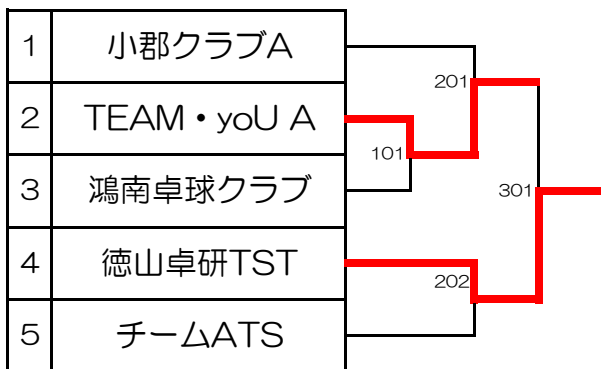 1 小郡クラブA
201
2 TEAM・yoU A
101
3 鴻南卓球クラブ
301
4 徳山卓研TST
202
5 チームATS